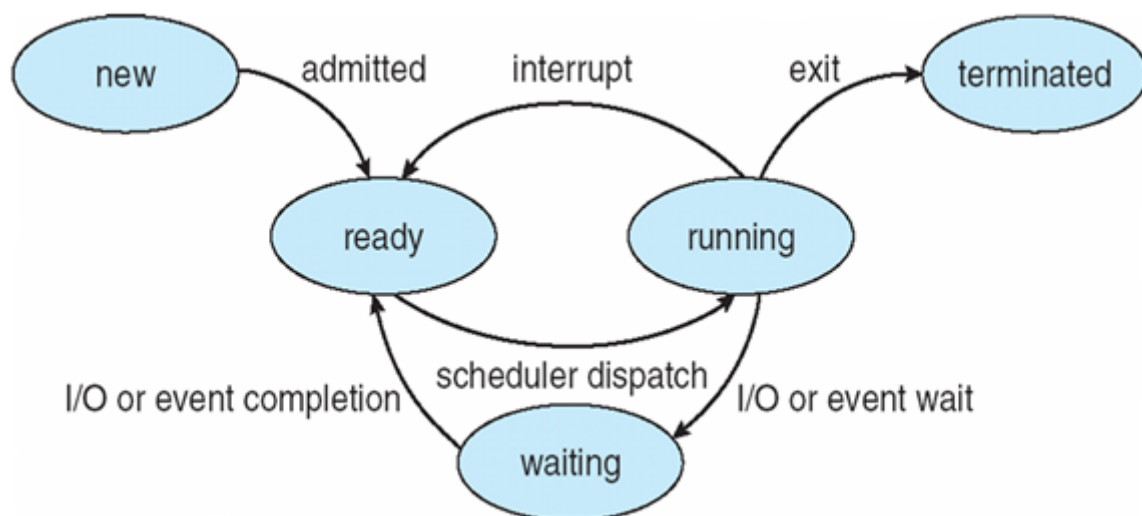 new
admitted
interrupt
exit
terminated
ready
running
I/O or event completion
scheduler dispatch
I/O or event wait
waiting